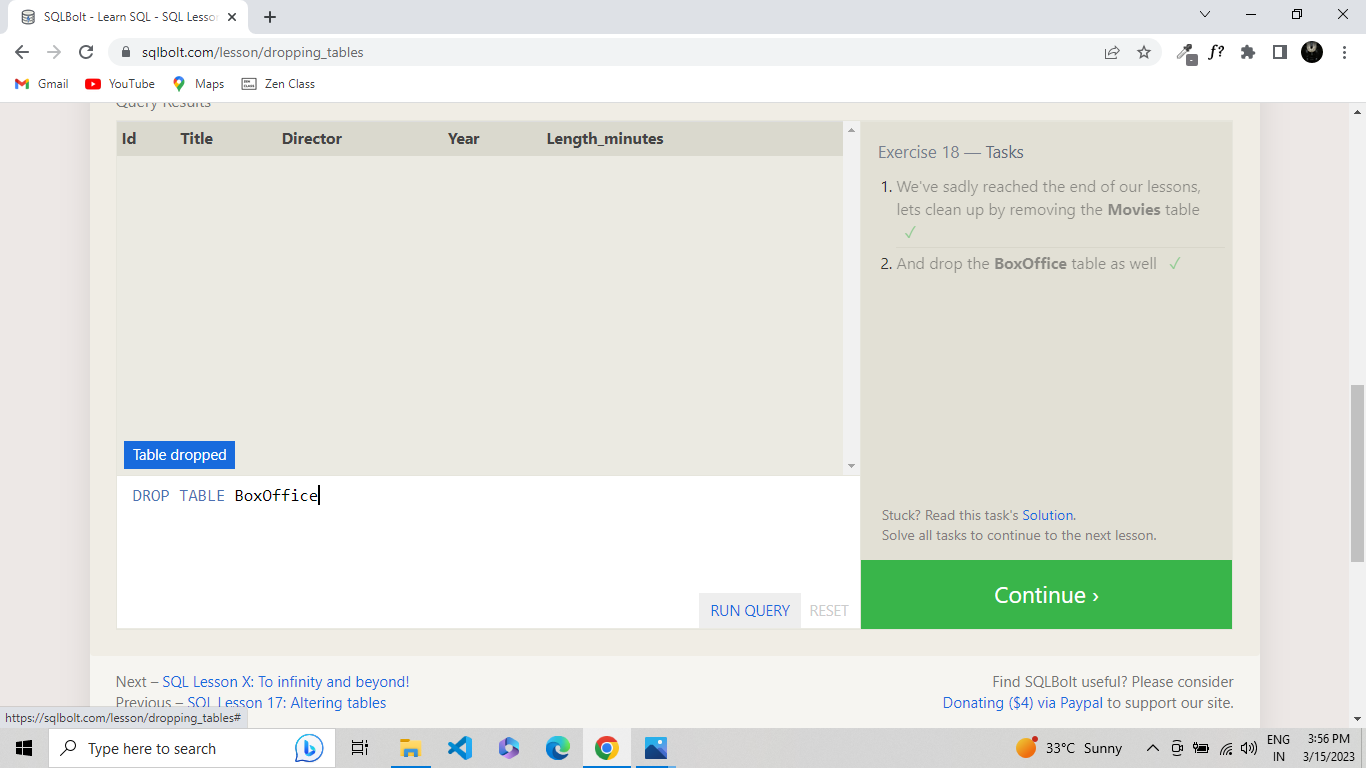 SQLBolt - Learn SQL - SQL Lesson
sqlbolt.com/lesson/dropping_tables
f?
Gmail YouTube Maps Zen Class
Query Results
Id Title Director Year Length_minutes
Exercise 18 — Tasks
1. We've sadly reached the end of our lessons,
lets clean up by removing the Movies table
✓
2. And drop the BoxOffice table as well ✓
Table dropped
DROP TABLE BoxOffice
Stuck? Read this task's Solution.
Solve all tasks to continue to the next lesson.
RUN QUERY RESET
Continue ›
Next – SQL Lesson X: To infinity and beyond!
Previous – SQL Lesson 17: Altering tables
Find SQLBolt useful? Please consider
Donating ($4) via Paypal to support our site.
https://sqlbolt.com/lesson/dropping_tables#
Type here to search
33°C Sunny
ENG
IN
3:56 PM
3/15/2023